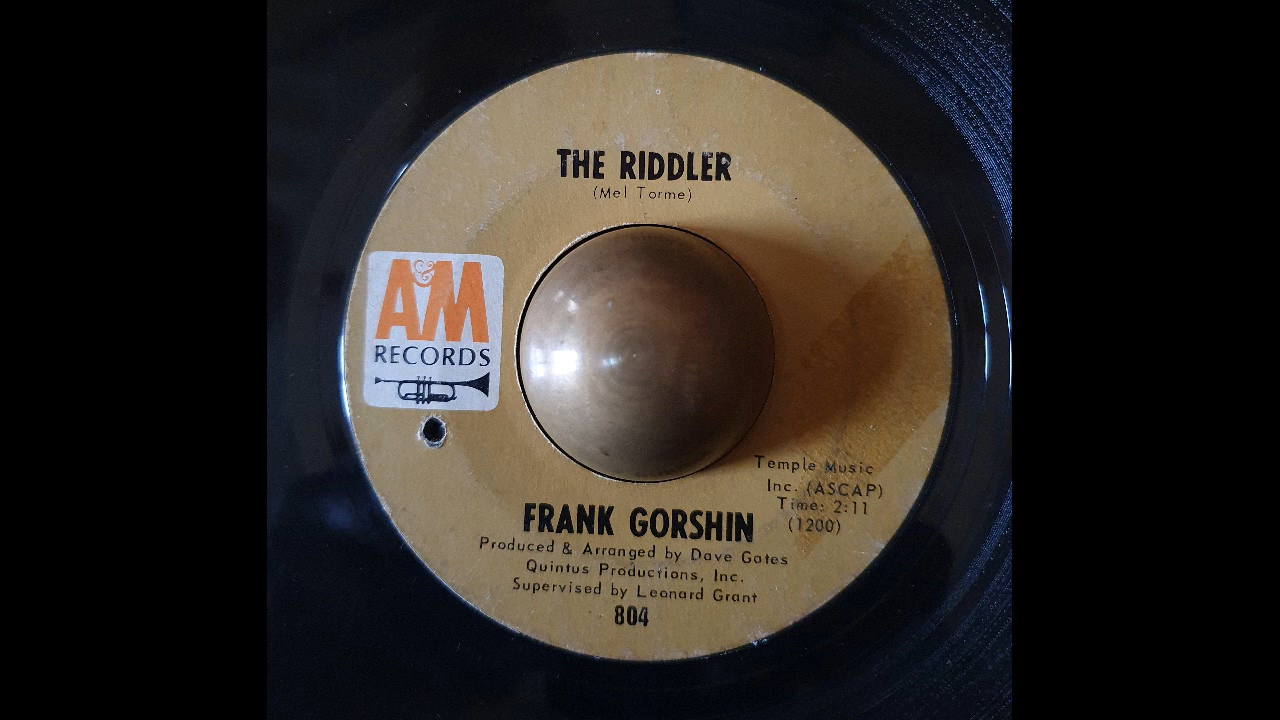 THE RIDDLER
(Mel Torme)
A&M
RECORDS
Temple Music
Inc. (ASCAP)
Time: 2:11
(1200)
FRANK GORSHIN
Produced & Arranged by Dave Gates
Quintus Productions, Inc.
Supervised by Leonard Grant
804